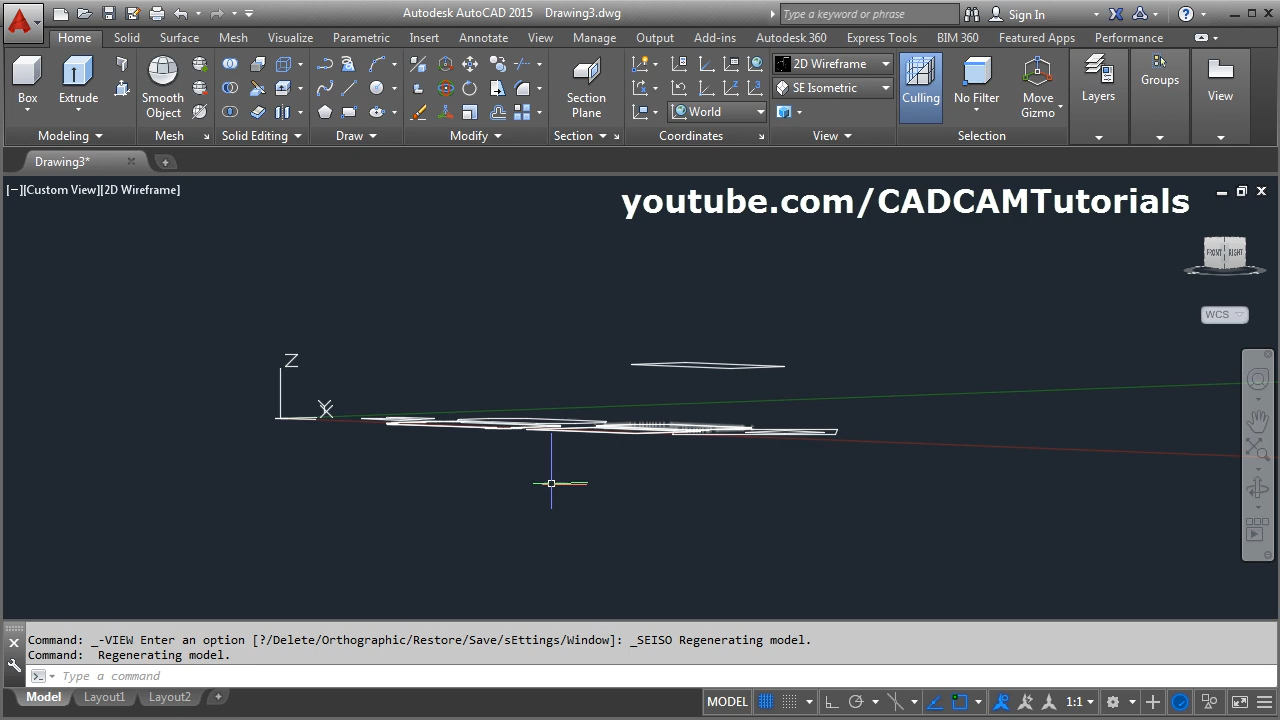 Autodesk AutoCAD 2015 Drawing3.dwg
Type a keyword or phrase
Sign In
Home Solid Surface Mesh Visualize Parametric Insert Annotate View Manage Output Add-ins Autodesk 360 Express Tools BIM 360 Featured Apps Performance
2D Wireframe
SE Isometric
World
Box Extrude Smooth Object Section Plane Culling No Filter Move Gizmo Layers Groups View
Modeling Mesh Solid Editing Draw Modify Section Coordinates View Selection
Drawing3*
[−][Custom View][2D Wireframe]
youtube.com/CADCAMTutorials
FRONT RIGHT
WCS
Z
X
Command: _-VIEW Enter an option [?/Delete/Orthographic/Restore/Save/sEttings/Window]: _SEISO Regenerating model.
Command: Regenerating model.
Type a command
Model Layout1 Layout2 +
MODEL 1:1